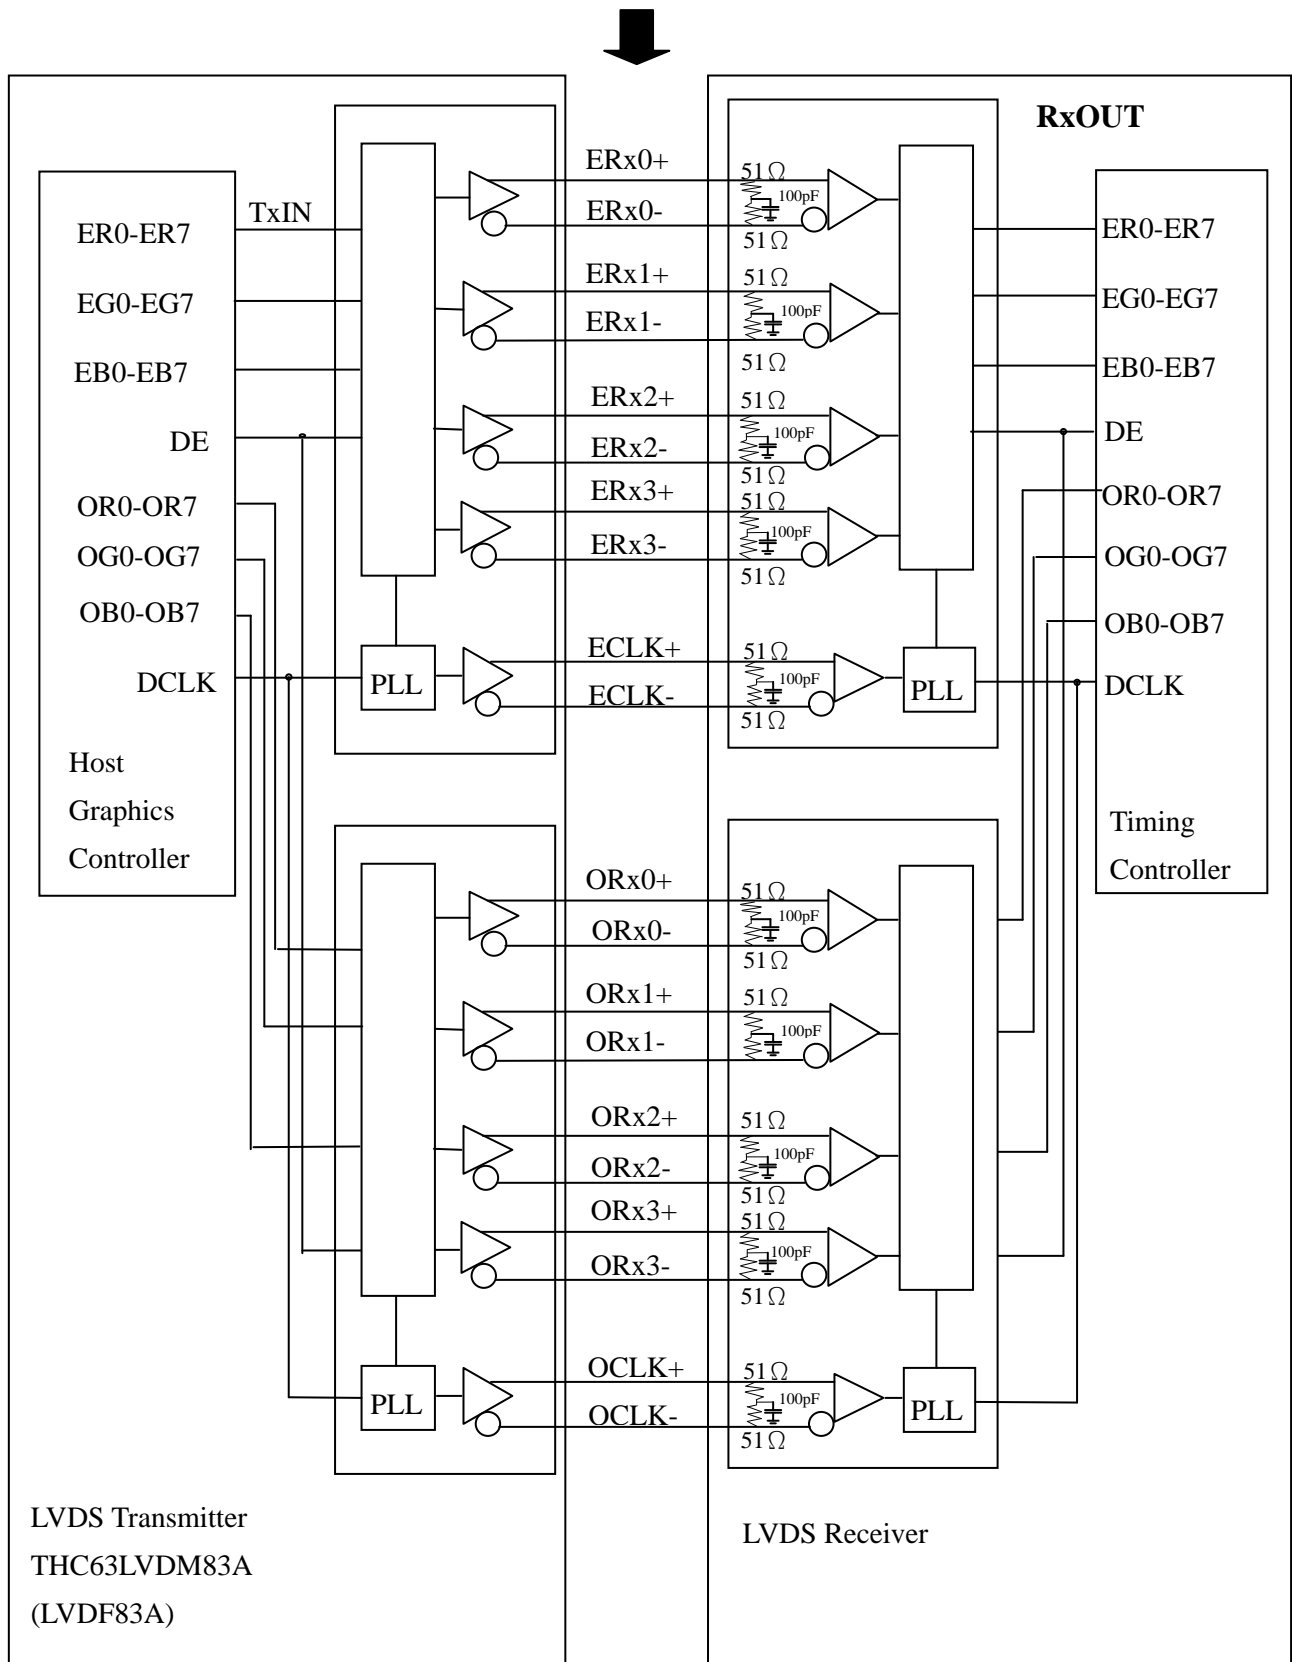 RxOUT
TxIN
ER0-ER7
EG0-EG7
EB0-EB7
DE
OR0-OR7
OG0-OG7
OB0-OB7
DCLK
Host
Graphics
Controller
PLL
ERx0+
ERx0-
ERx1+
ERx1-
ERx2+
ERx2-
ERx3+
ERx3-
ECLK+
ECLK-
51Ω
100pF
51Ω
51Ω
100pF
51Ω
51Ω
100pF
51Ω
51Ω
100pF
51Ω
51Ω
100pF
51Ω
PLL
ER0-ER7
EG0-EG7
EB0-EB7
DE
OR0-OR7
OG0-OG7
OB0-OB7
DCLK
Timing
Controller
PLL
ORx0+
ORx0-
ORx1+
ORx1-
ORx2+
ORx2-
ORx3+
ORx3-
OCLK+
OCLK-
51Ω
100pF
51Ω
51Ω
100pF
51Ω
51Ω
100pF
51Ω
51Ω
100pF
51Ω
51Ω
100pF
51Ω
PLL
LVDS Transmitter
THC63LVDM83A
(LVDF83A)
LVDS Receiver